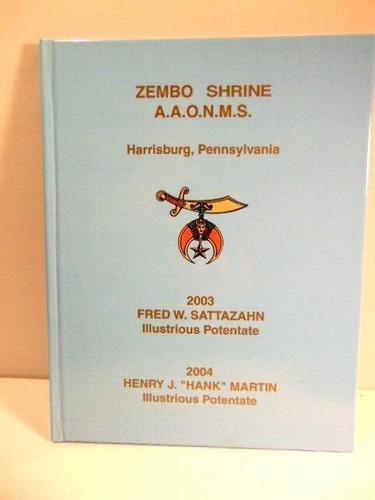 ZEMBO SHRINE
A.A.O.N.M.S.
Harrisburg, Pennsylvania
2003
FRED W. SATTAZAHN
Illustrious Potentate
2004
HENRY J. "HANK" MARTIN
Illustrious Potentate